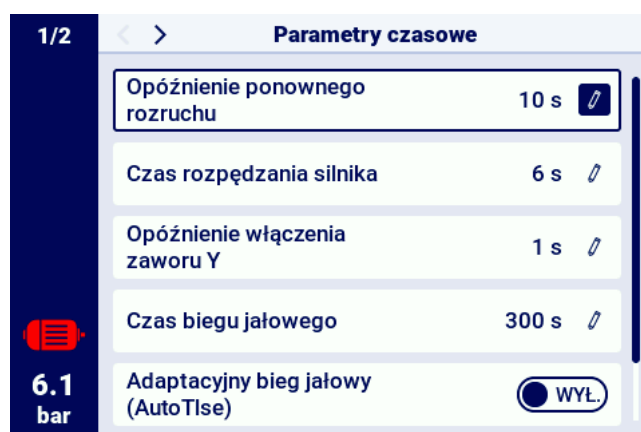 1/2
Parametry czasowe
Opóźnienie ponownego
rozruchu
10 s
Czas rozpędzania silnika
6 s
Opóźnienie włączenia
zaworu Y
1 s
Czas biegu jałowego
300 s
6.1
bar
Adaptacyjny bieg jałowy
(AutoTIse)
WYŁ.